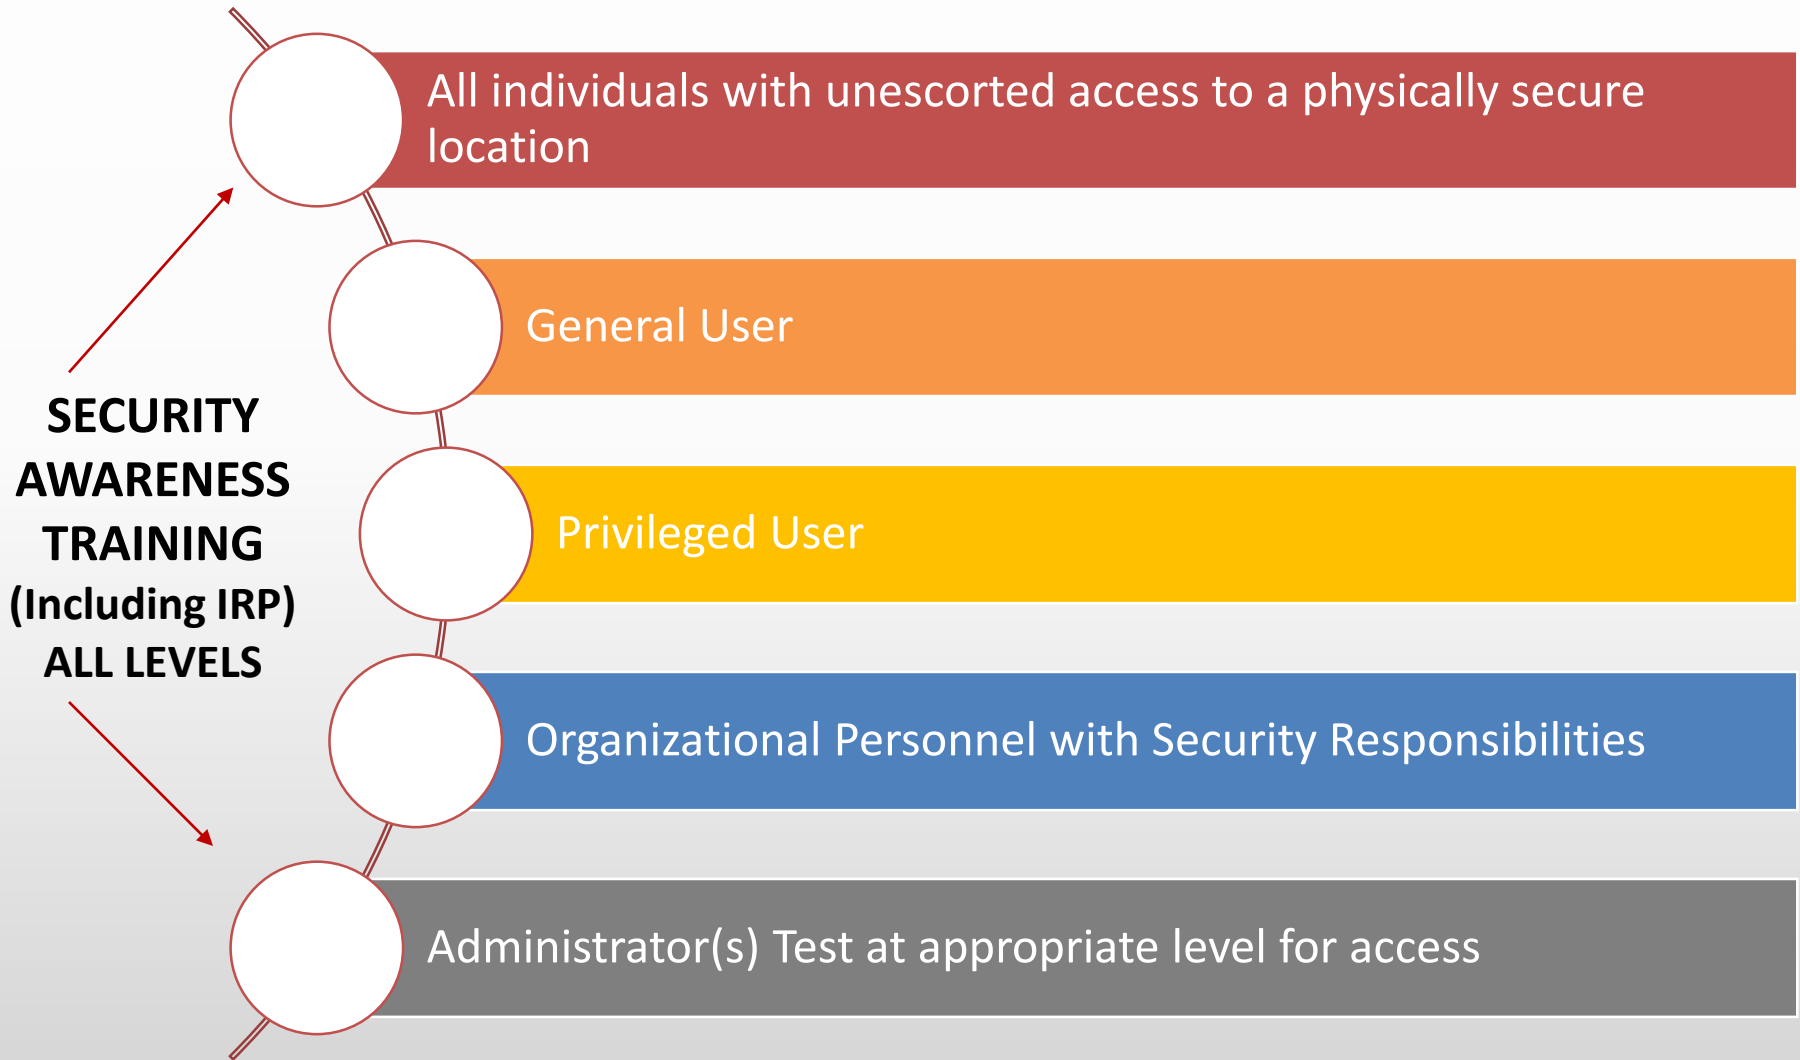 All individuals with unescorted access to a physically secure
location
General User
SECURITY
AWARENESS
TRAINING
(Including IRP)
ALL LEVELS
Privileged User
Organizational Personnel with Security Responsibilities
Administrator(s) Test at appropriate level for access